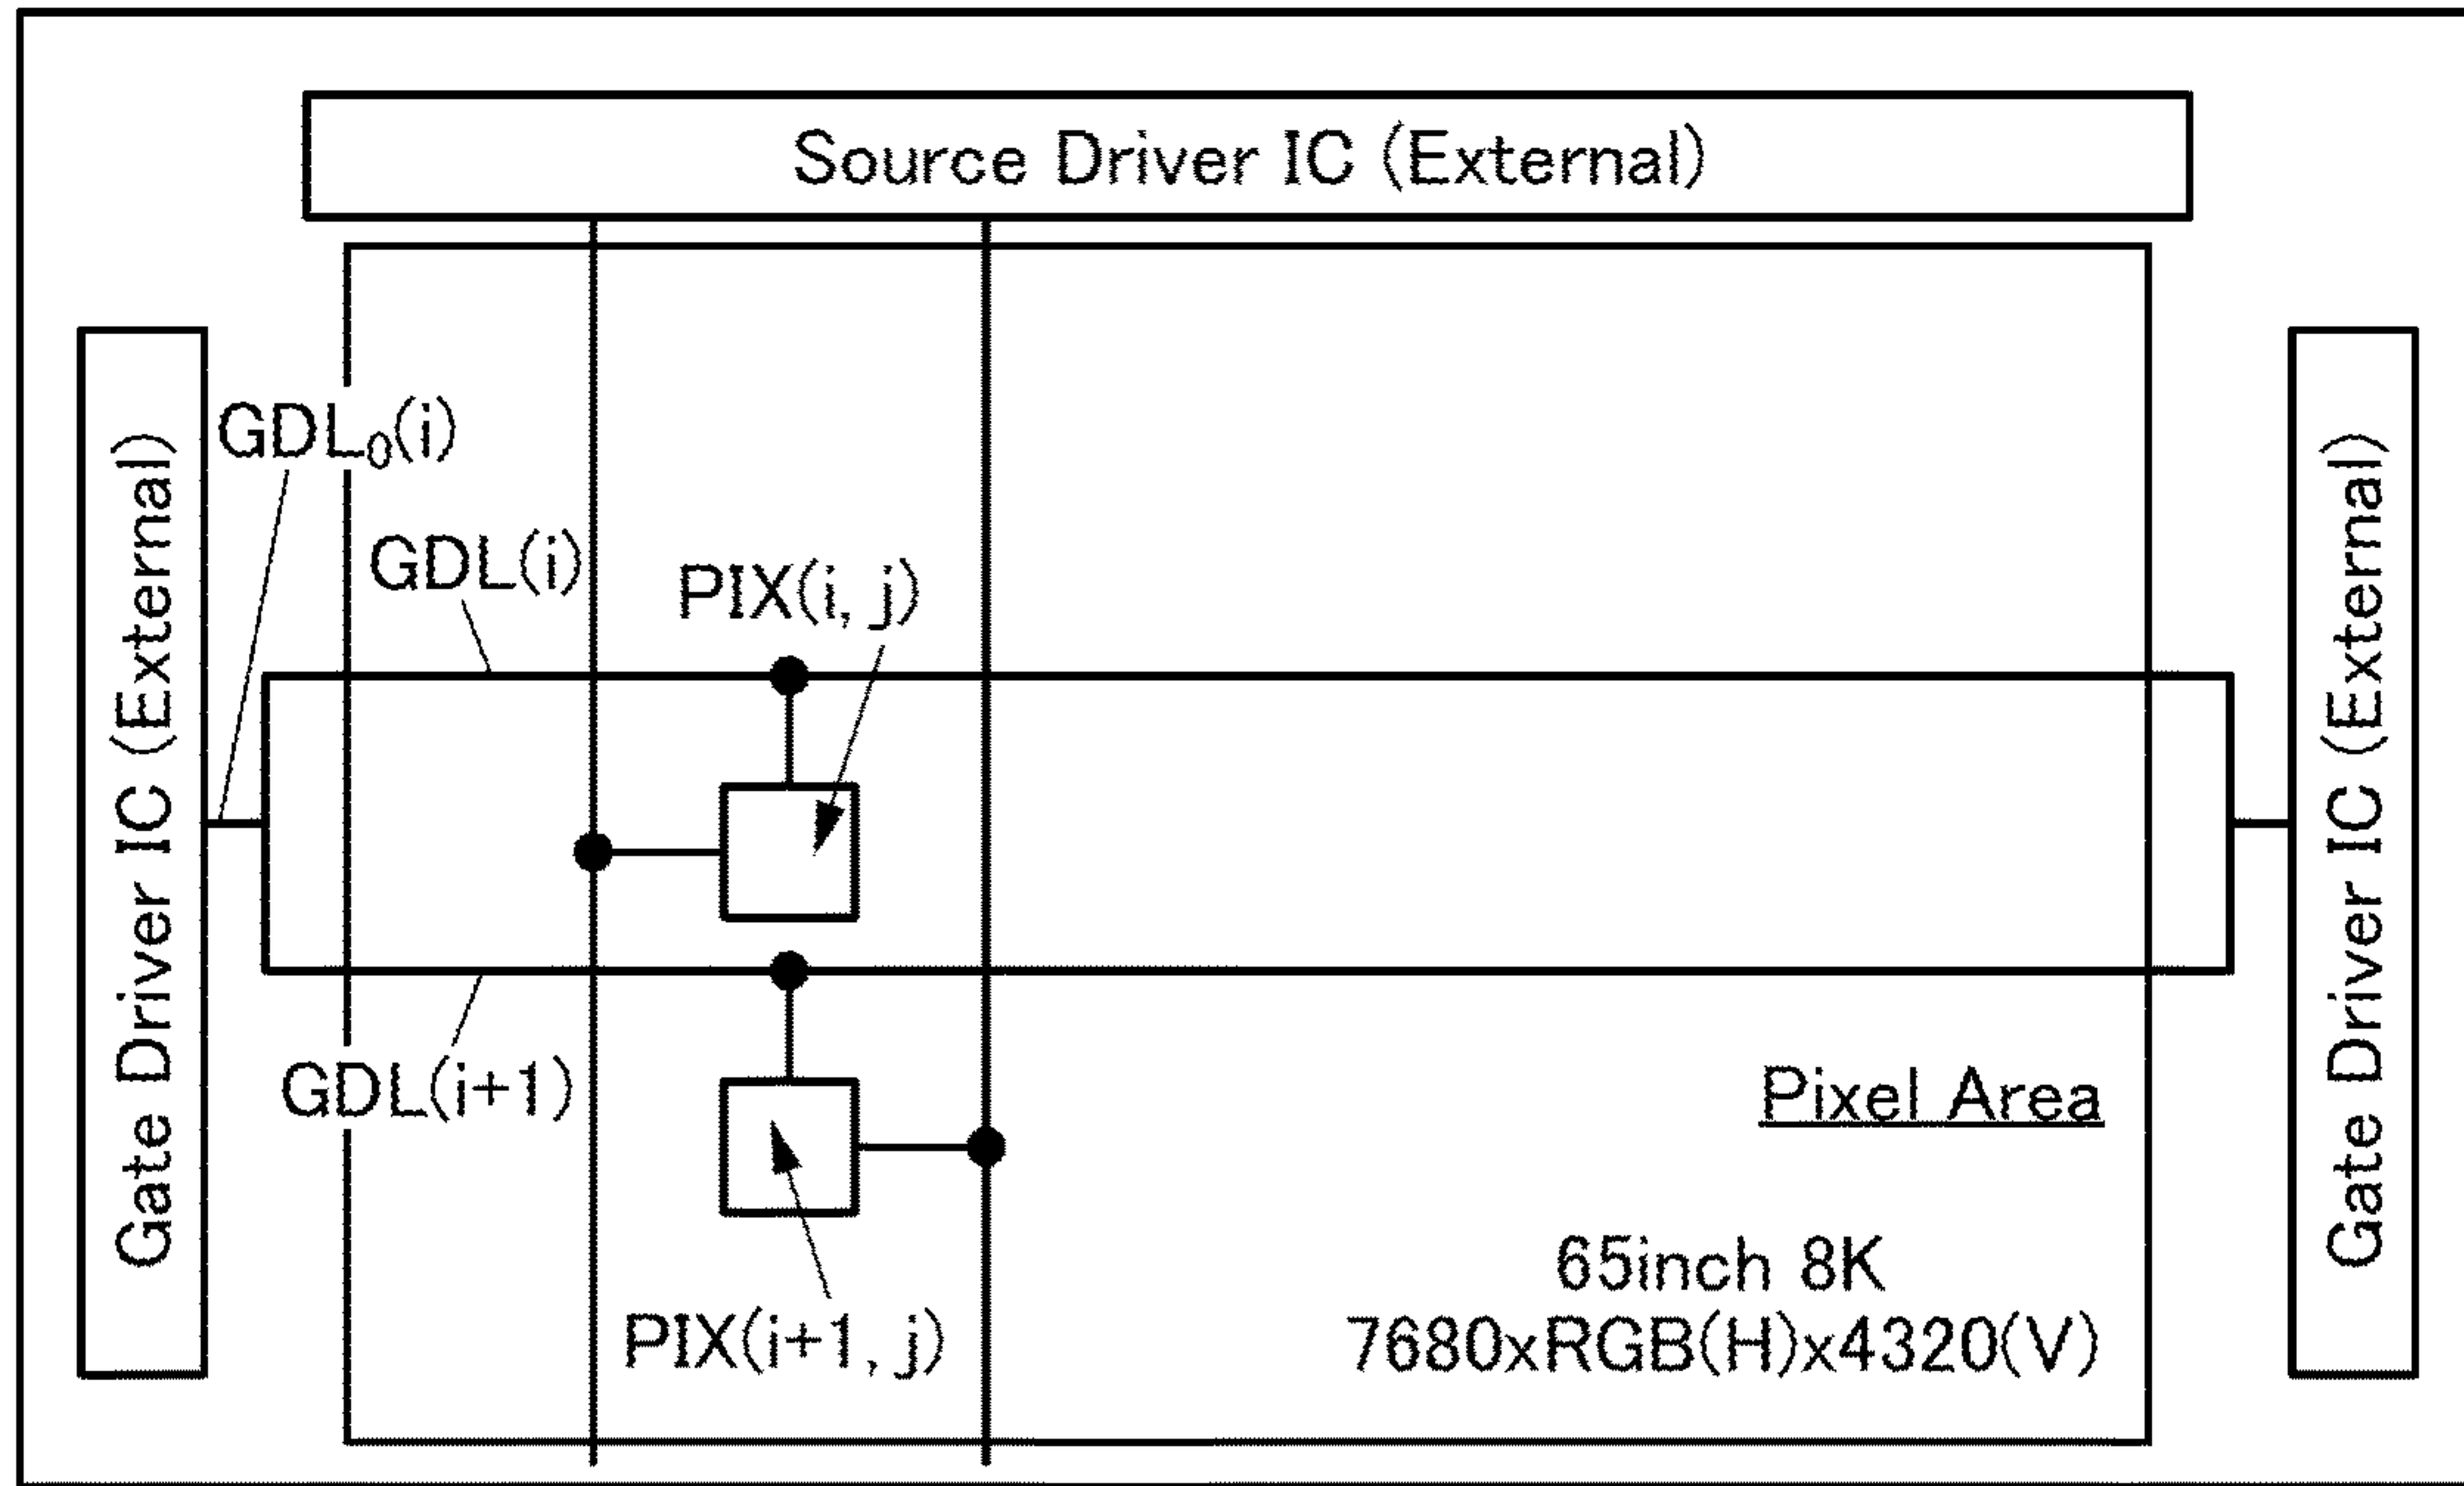 Source Driver IC (External)
Gate Driver IC (External)
GDL₀(i)
GDL(i)
PIX(i, j)
GDL(i+1)
PIX(i+1, j)
Pixel Area
65inch 8K
7680xRGB(H)x4320(V)
Gate Driver IC (External)